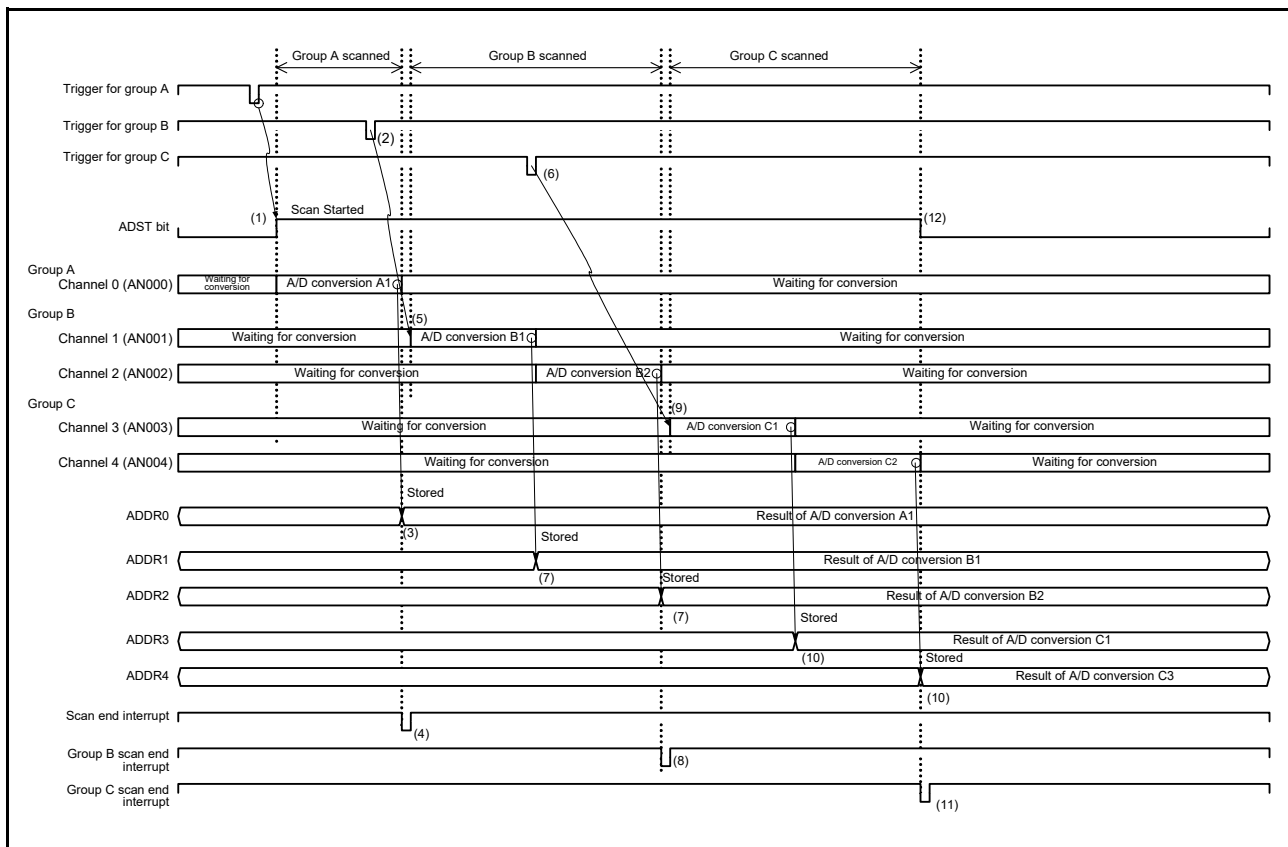 Group A scanned Group B scanned Group C scanned
Trigger for group A
Trigger for group B (2)
Trigger for group C (6)
(1) Scan Started (12)
ADST bit
Group A
Channel 0 (AN000) Waiting for conversion A/D conversion A1 Waiting for conversion
Group B
(5)
Channel 1 (AN001) Waiting for conversion A/D conversion B1 Waiting for conversion
Channel 2 (AN002) Waiting for conversion A/D conversion B2 Waiting for conversion
Group C
(9)
Channel 3 (AN003) Waiting for conversion A/D conversion C1 Waiting for conversion
Channel 4 (AN004) Waiting for conversion A/D conversion C2 Waiting for conversion
Stored
ADDR0 Result of A/D conversion A1
(3)
Stored
ADDR1 Result of A/D conversion B1
(7)
Stored
ADDR2 Result of A/D conversion B2
(7)
Stored
ADDR3 Result of A/D conversion C1
(10)
Stored
ADDR4 Result of A/D conversion C3
(10)
Scan end interrupt
(4)
Group B scan end
interrupt (8)
Group C scan end
interrupt (11)